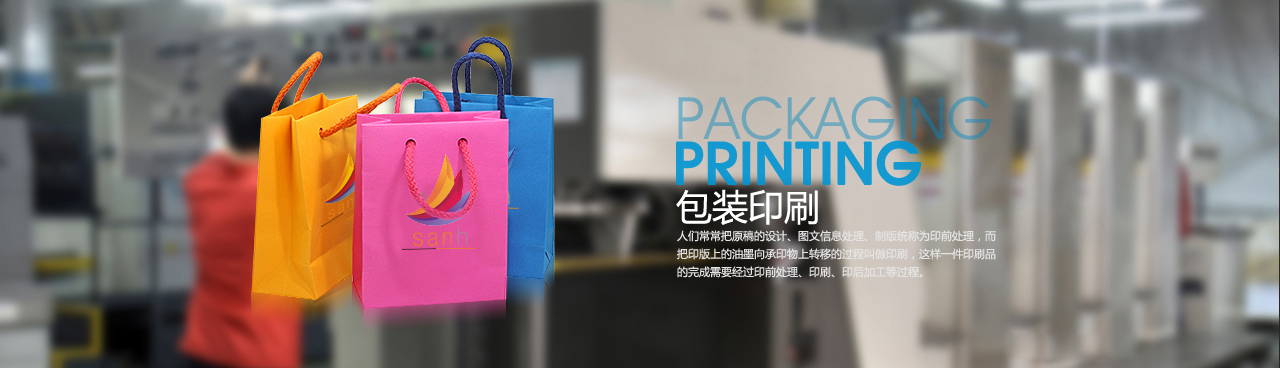 PACKAGING
PRINTING
包装印刷
人们常常把原稿的设计、图文信息处理、制版统称为印前处理，而
把印版上的油墨向承印物上转移的过程叫做印刷，这样一件印刷品
的完成需要经过印前处理、印刷、印后加工等过程。
sanh
sanh